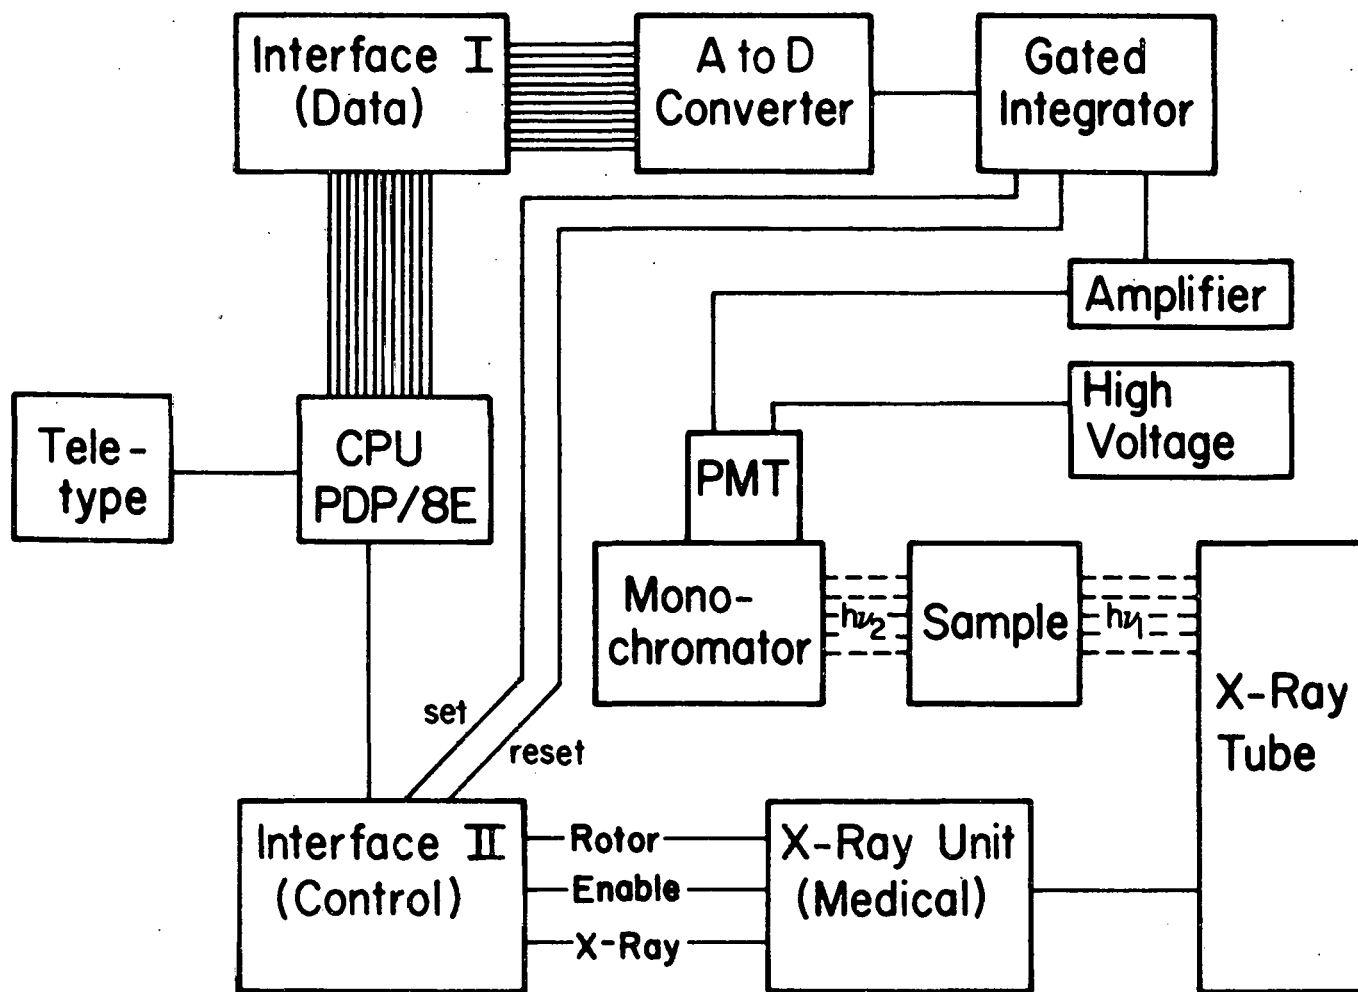 Interface I
(Data)
A to D
Converter
Gated
Integrator
Amplifier
High
Voltage
Tele-
type
CPU
PDP/8E
PMT
Mono-
chromator
hν2
Sample
hν1
X-Ray
Tube
set
reset
Interface II
(Control)
Rotor
Enable
X-Ray
X-Ray Unit
(Medical)